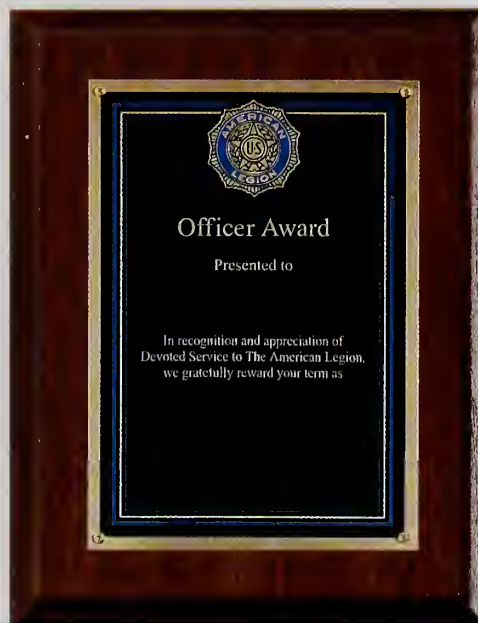 AMERICAN
U.S
LEGION
Officer Award
Presented to
In recognition and appreciation of
Devoted Service to The American Legion,
we gratefully reward your term as